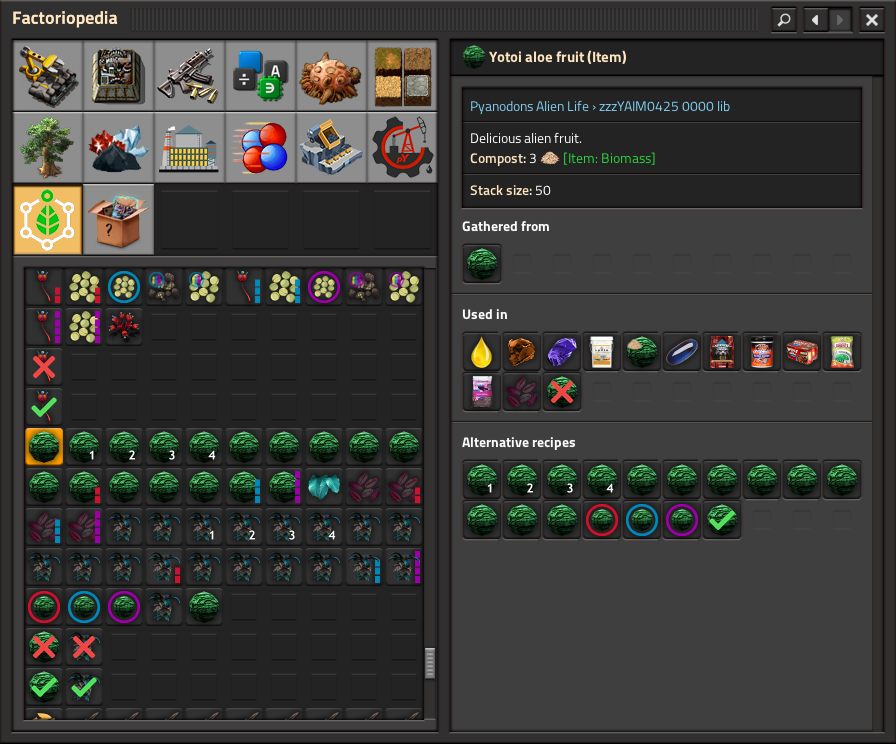 Factoriopedia
Yotoi aloe fruit (Item)
Pyanodons Alien Life › zzzYAIM0425 0000 lib
Delicious alien fruit.
Compost: 3 [Item: Biomass]
Stack size: 50
Gathered from
Used in
Alternative recipes
1 2 3 4
1 2 3 4
1 2 3 4